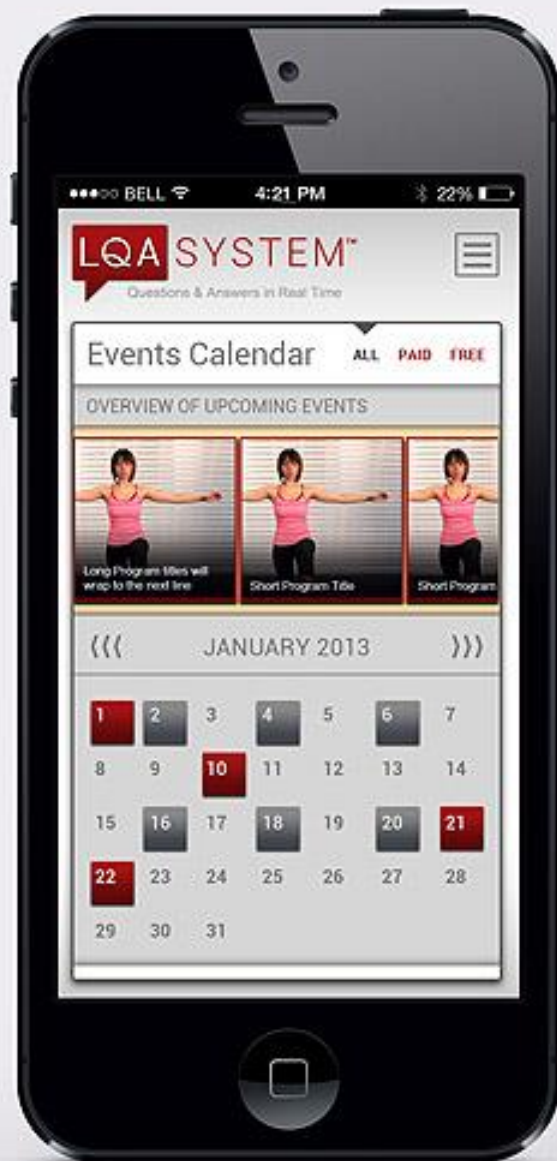 BELL 4:21 PM 22%
LQA SYSTEM™
Questions & Answers in Real Time
Events Calendar ALL PAID FREE
OVERVIEW OF UPCOMING EVENTS
Long Program titles will
wrap to the next line
Short Program Title
Short Program
((( JANUARY 2013 )))
1 2 3 4 5 6 7
8 9 10 11 12 13 14
15 16 17 18 19 20 21
22 23 24 25 26 27 28
29 30 31